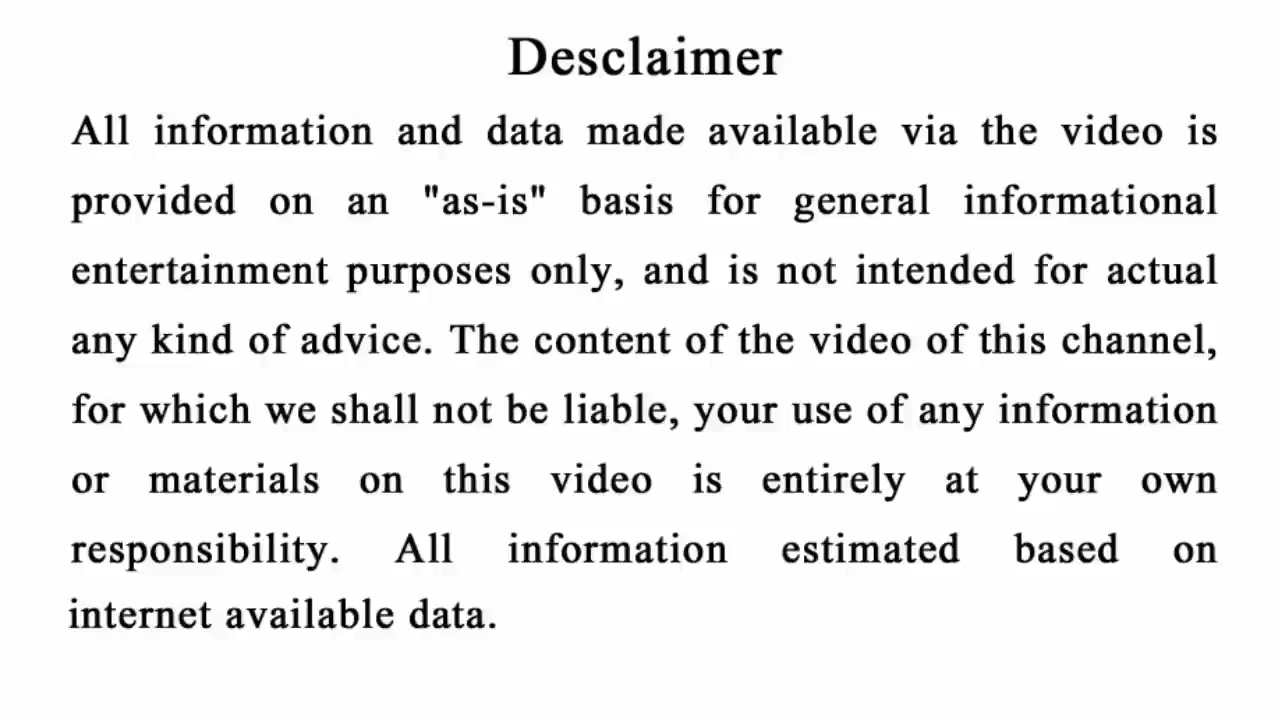 Desclaimer
All information and data made available via the video is
provided on an "as-is" basis for general informational
entertainment purposes only, and is not intended for actual
any kind of advice. The content of the video of this channel,
for which we shall not be liable, your use of any information
or materials on this video is entirely at your own
responsibility. All information estimated based on
internet available data.